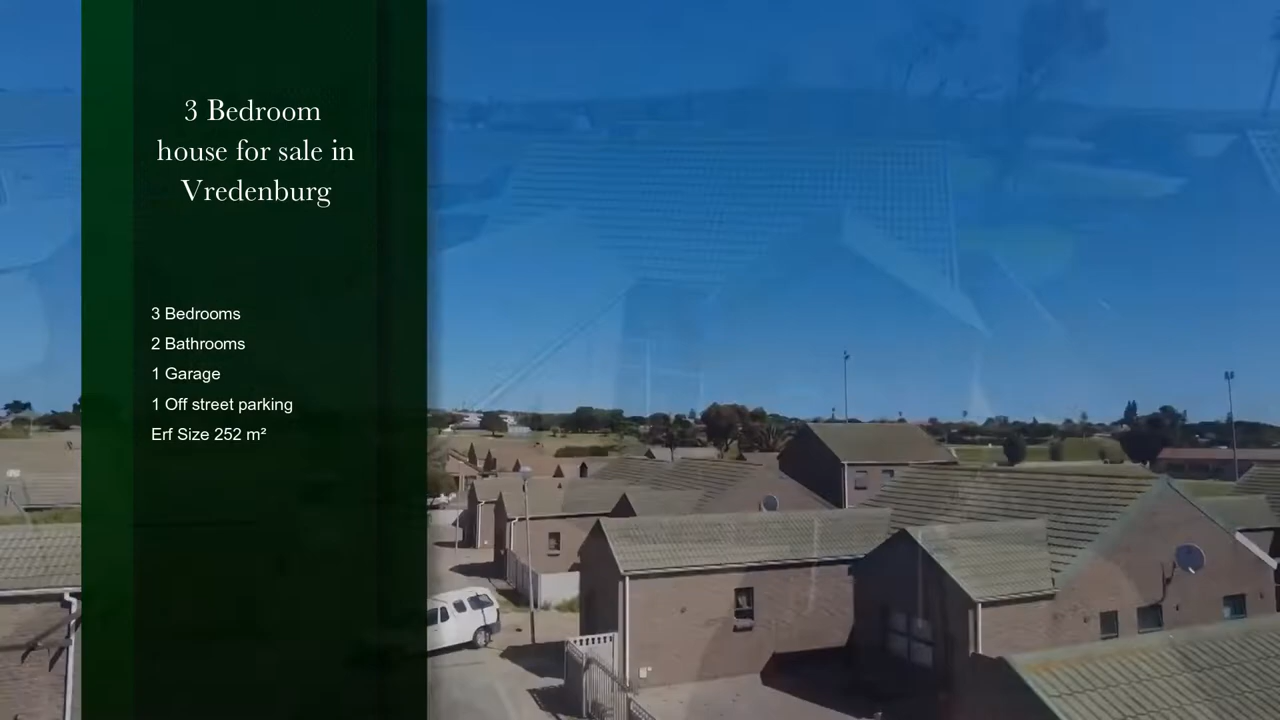 3 Bedroom
house for sale in
Vredenburg
3 Bedrooms
2 Bathrooms
1 Garage
1 Off street parking
Erf Size 252 m²